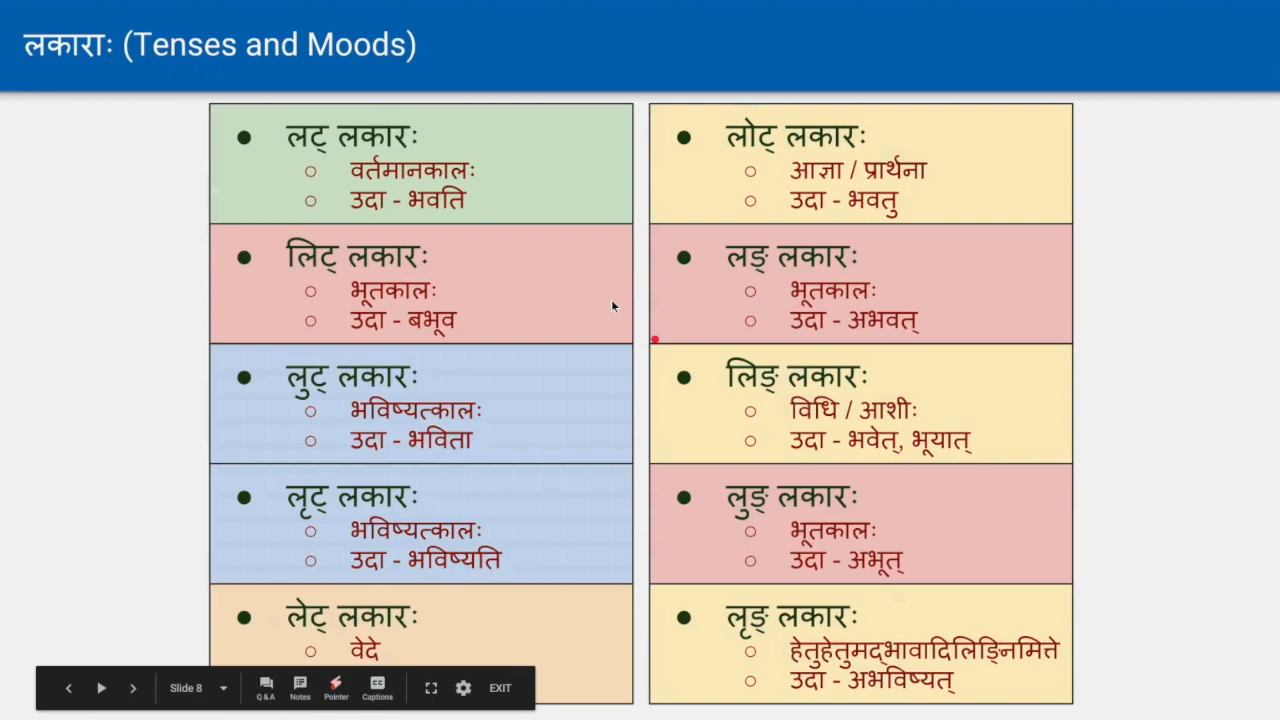 लकाराः (Tenses and Moods)
● लट् लकारः
○ वर्तमानकालः
○ उदा - भवति
● लिट् लकारः
○ भूतकालः
○ उदा - बभूव
● लुट् लकारः
○ भविष्यत्कालः
○ उदा - भविता
● लृट् लकारः
○ भविष्यत्कालः
○ उदा - भविष्यति
● लेट् लकारः
○ वेदे
● लोट् लकारः
○ आज्ञा / प्रार्थना
○ उदा - भवतु
● लङ् लकारः
○ भूतकालः
○ उदा - अभवत्
● लिङ् लकारः
○ विधि / आशीः
○ उदा - भवेत्, भूयात्
● लुङ् लकारः
○ भूतकालः
○ उदा - अभूत्
● लृङ् लकारः
○ हेतुहेतुमद्भावादिलिङ्निमित्ते
○ उदा - अभविष्यत्
Slide 8
Q & A
Notes
Pointer
Captions
EXIT